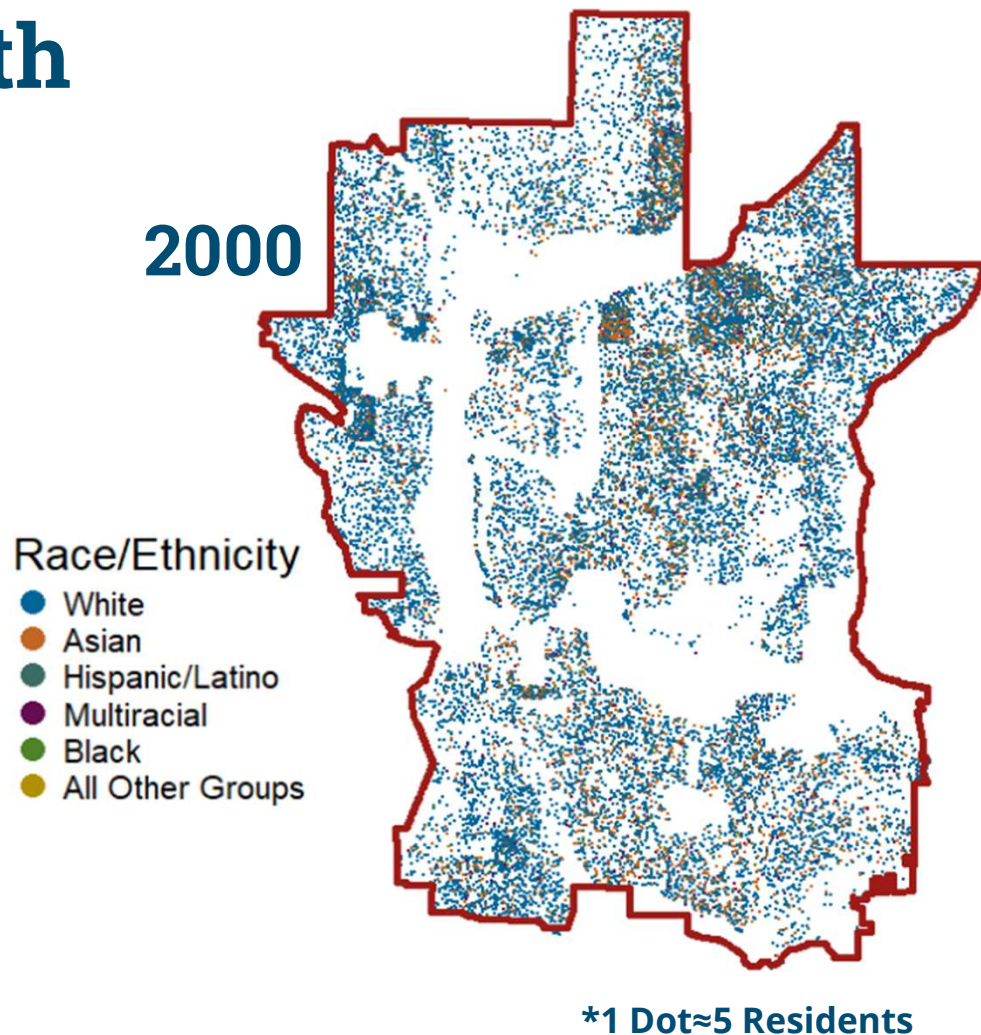 th
2000
Race/Ethnicity
White
Asian
Hispanic/Latino
Multiracial
Black
All Other Groups
*1 Dot≈5 Residents